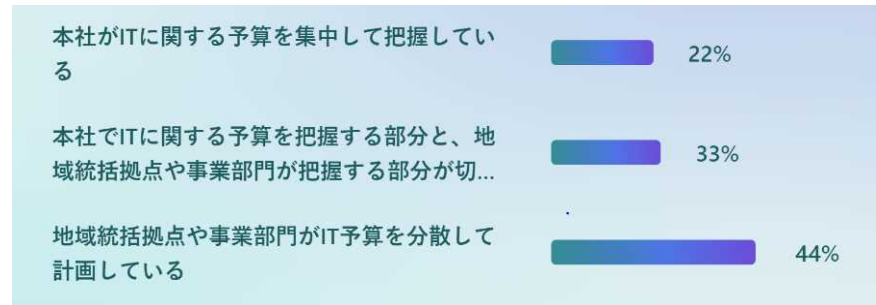 本社がITに関する予算を集中して把握してい
る
22%
本社でITに関する予算を把握する部分と、地
域統括拠点や事業部門が把握する部分が切...
33%
地域統括拠点や事業部門がIT予算を分散して
計画している
44%